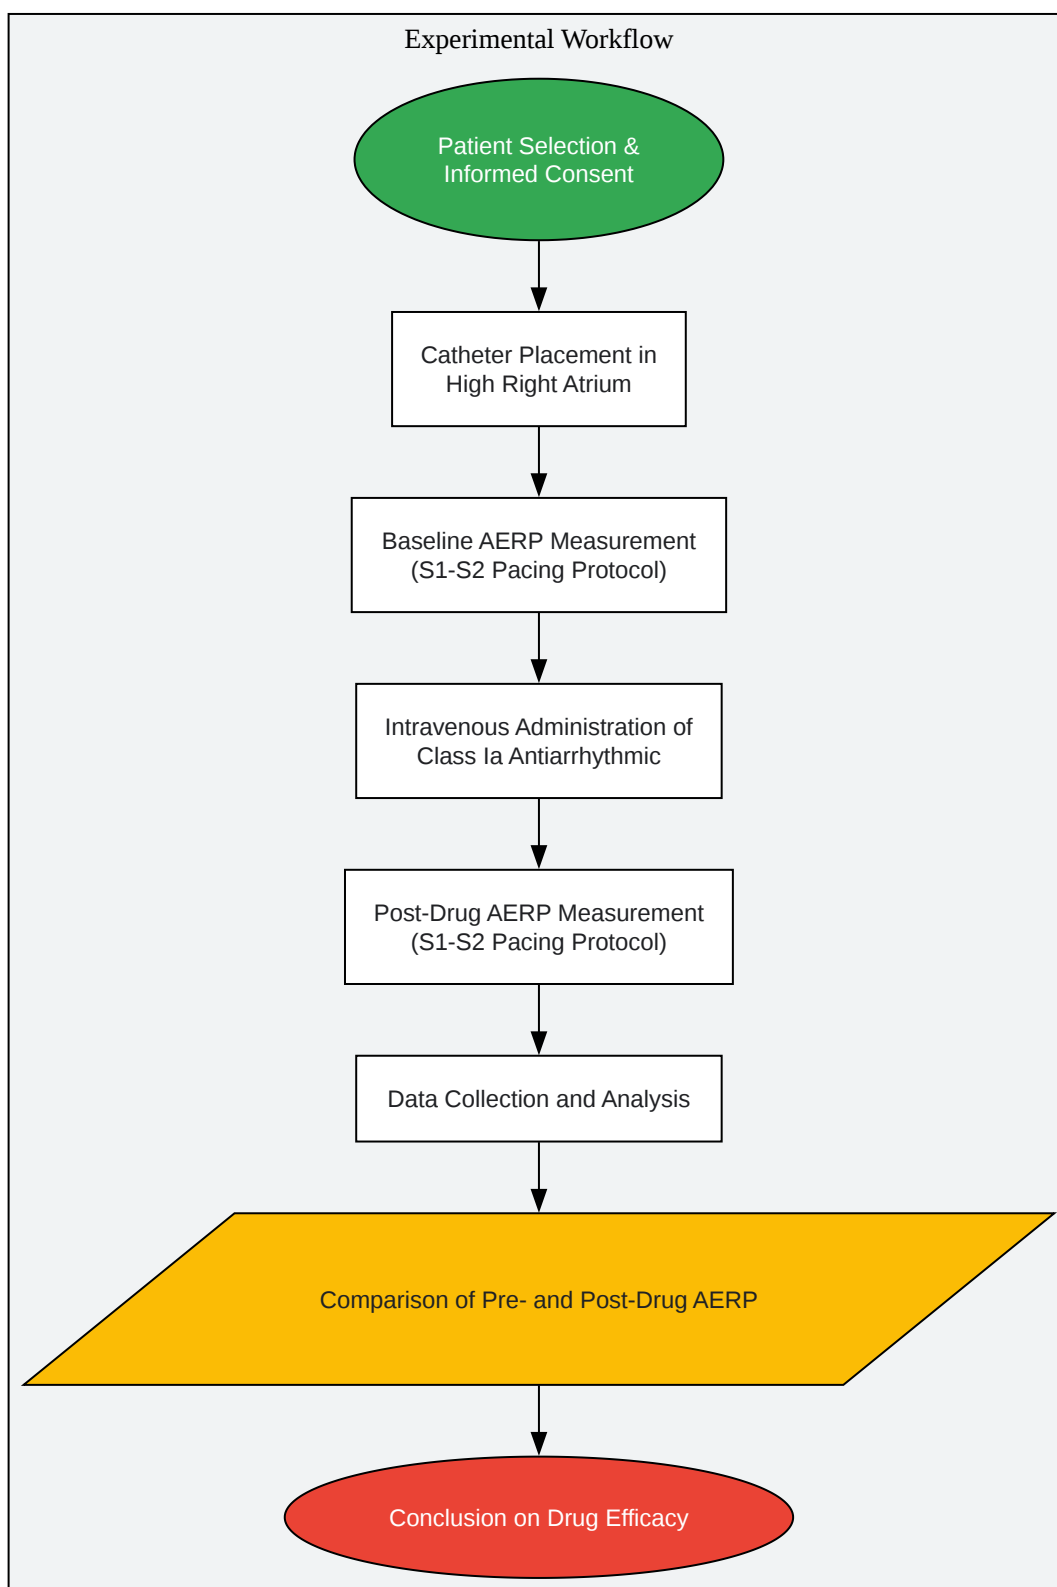 Experimental Workflow
Patient Selection &
Informed Consent
Catheter Placement in
High Right Atrium
Baseline AERP Measurement
(S1-S2 Pacing Protocol)
Intravenous Administration of
Class Ia Antiarrhythmic
Post-Drug AERP Measurement
(S1-S2 Pacing Protocol)
Data Collection and Analysis
Comparison of Pre- and Post-Drug AERP
Conclusion on Drug Efficacy